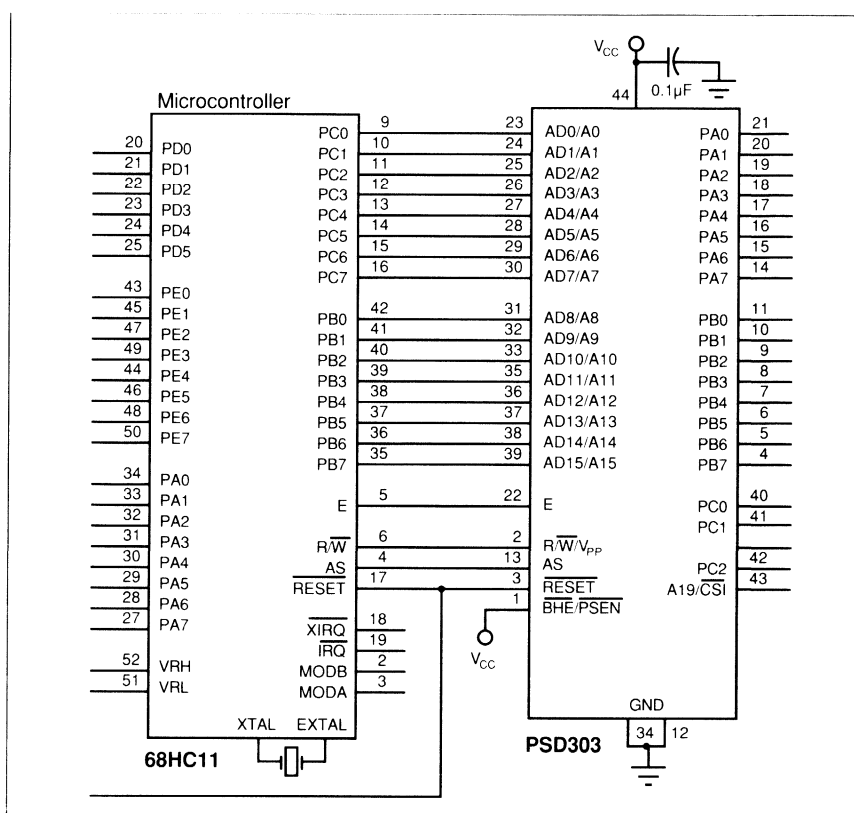 VCC
0.1µF
44
Microcontroller
20 PD0
21 PD1
22 PD2
23 PD3
24 PD4
25 PD5
43 PE0
45 PE1
47 PE2
49 PE3
44 PE4
46 PE5
48 PE6
50 PE7
34 PA0
33 PA1
32 PA2
31 PA3
30 PA4
29 PA5
28 PA6
27 PA7
52 VRH
51 VRL
PC0 9
PC1 10
PC2 11
PC3 12
PC4 13
PC5 14
PC6 15
PC7 16
PB0 42
PB1 41
PB2 40
PB3 39
PB4 38
PB5 37
PB6 36
PB7 35
E 5
R/W̅ 6
AS 4
R̅E̅S̅E̅T̅ 17
X̅I̅R̅Q̅ 18
I̅R̅Q̅ 19
MODB 2
MODA 3
XTAL EXTAL
68HC11
23 AD0/A0
24 AD1/A1
25 AD2/A2
26 AD3/A3
27 AD4/A4
28 AD5/A5
29 AD6/A6
30 AD7/A7
31 AD8/A8
32 AD9/A9
33 AD10/A10
35 AD11/A11
36 AD12/A12
37 AD13/A13
38 AD14/A14
39 AD15/A15
22 E
2 R/W̅/VPP
13 AS
3 R̅E̅S̅E̅T̅
1 B̅H̅E̅/P̅S̅E̅N̅
VCC
PA0 21
PA1 20
PA2 19
PA3 18
PA4 17
PA5 16
PA6 15
PA7 14
PB0 11
PB1 10
PB2 9
PB3 8
PB4 7
PB5 6
PB6 5
PB7 4
PC0 40
PC1 41
PC2 42
A19/C̅S̅I̅ 43
GND
34 12
PSD303